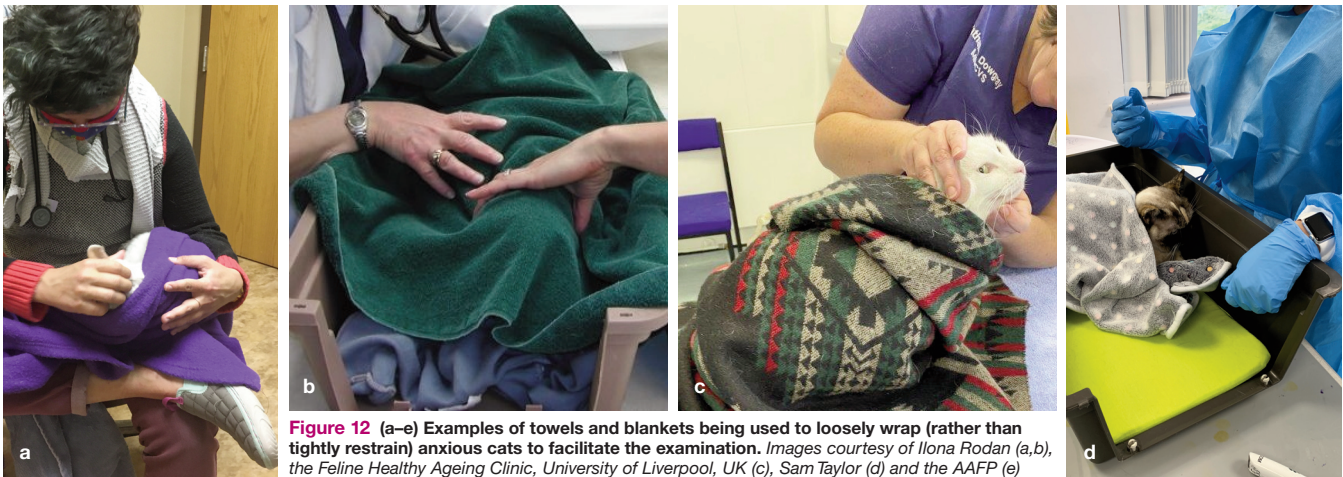 a
b
c
d
Dowgray
MRCVS
Figure 12 (a–e) Examples of towels and blankets being used to loosely wrap (rather than
tightly restrain) anxious cats to facilitate the examination. Images courtesy of Ilona Rodan (a,b),
the Feline Healthy Ageing Clinic, University of Liverpool, UK (c), Sam Taylor (d) and the AAFP (e)